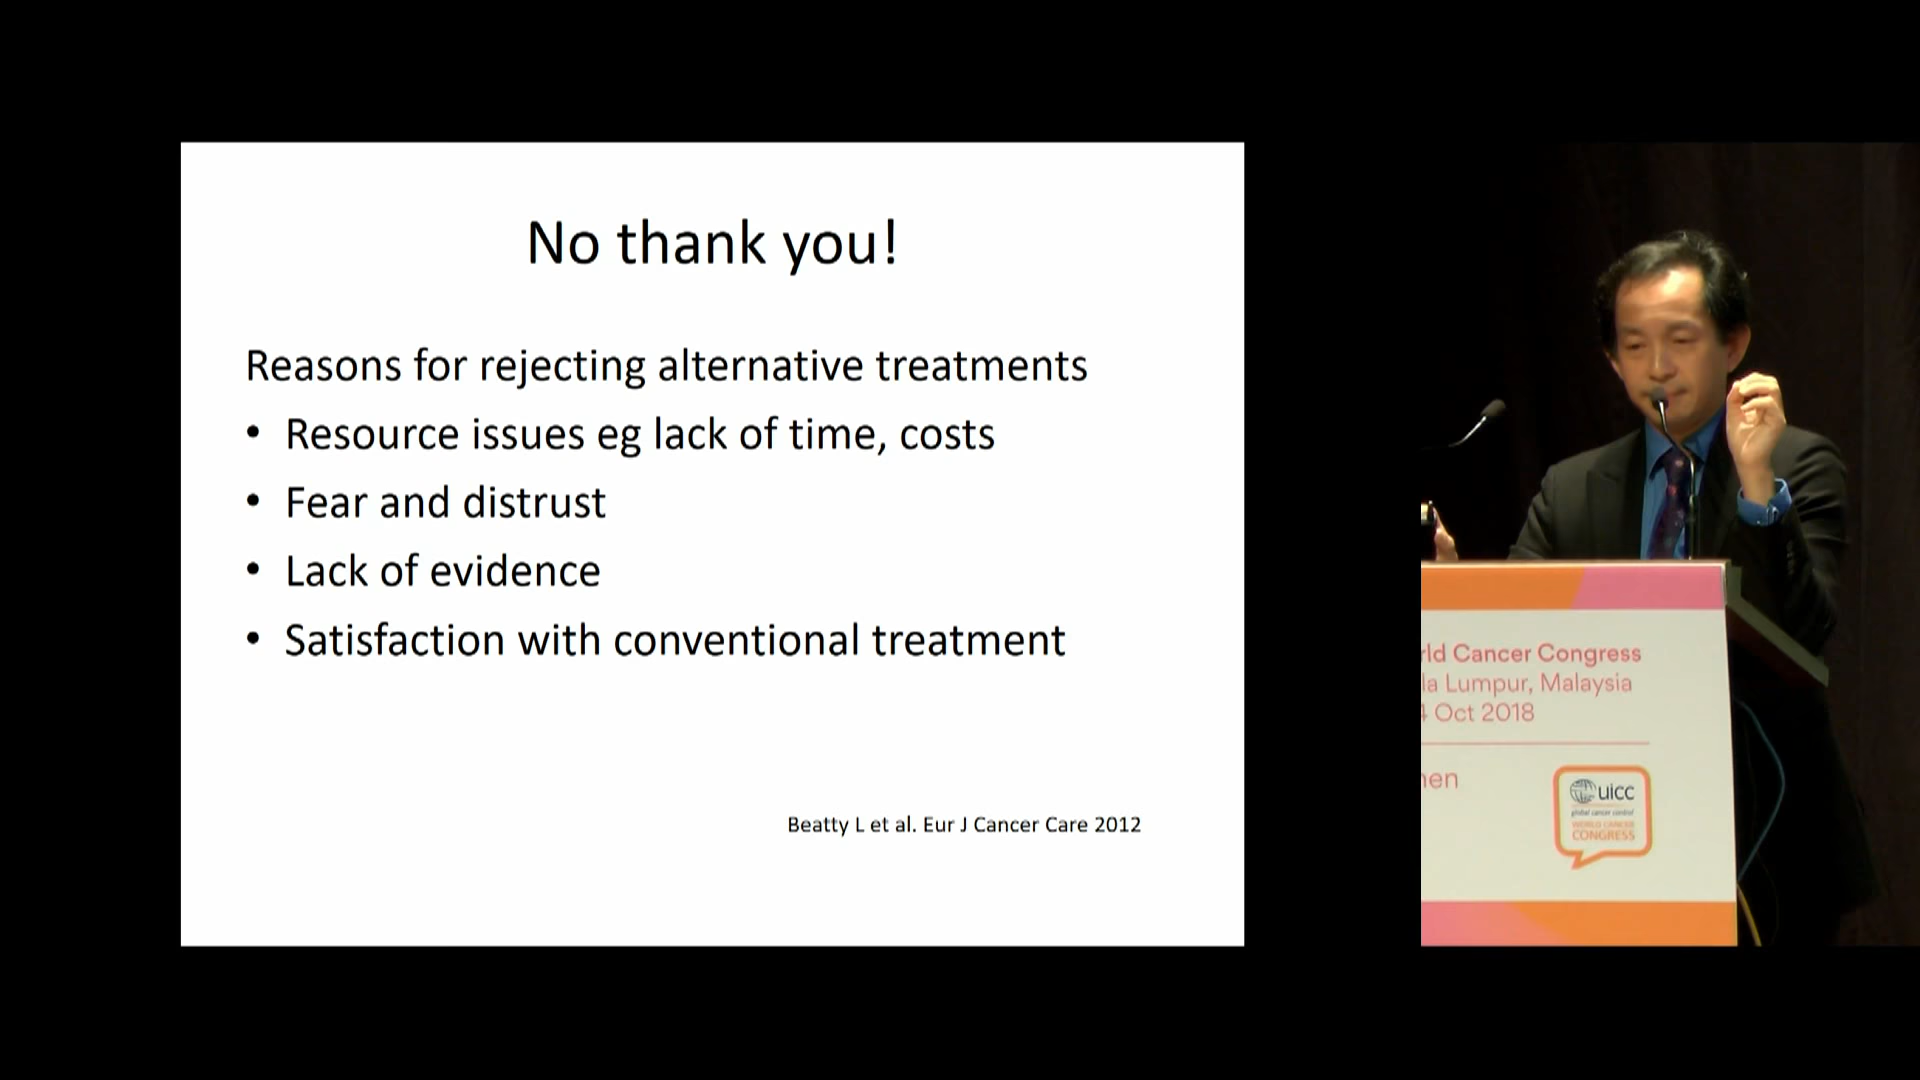 No thank you!
Reasons for rejecting alternative treatments
• Resource issues eg lack of time, costs
• Fear and distrust
• Lack of evidence
• Satisfaction with conventional treatment
Beatty L et al. Eur J Cancer Care 2012
rld Cancer Congress
la Lumpur, Malaysia
4 Oct 2018
nen
uicc
global cancer control
WORLD CANCER
CONGRESS